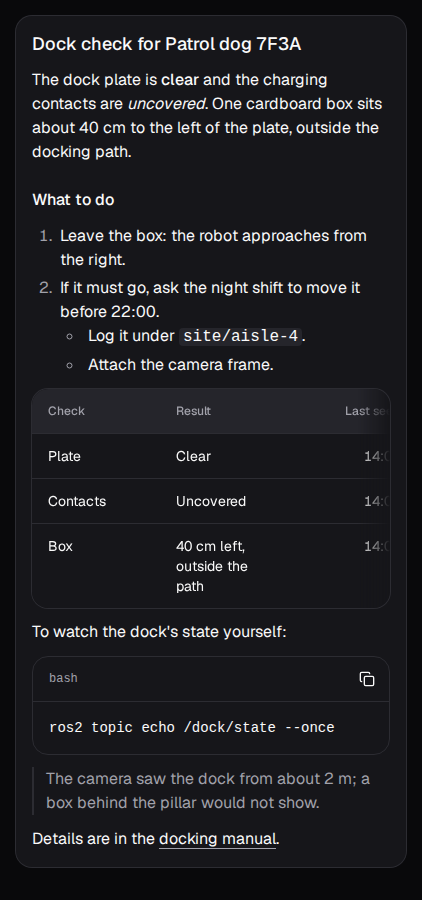 Dock check for Patrol dog 7F3A
The dock plate is clear and the charging
contacts are uncovered. One cardboard box sits
about 40 cm to the left of the plate, outside the
docking path.
What to do
1. Leave the box: the robot approaches from
the right.
2. If it must go, ask the night shift to move it
before 22:00.
Log it under site/aisle-4.
Attach the camera frame.
Check Result Last
Plate Clear 14:
Contacts Uncovered 14:
Box 40 cm left, 14:
outside the
path
To watch the dock's state yourself:
bash
ros2 topic echo /dock/state --once
The camera saw the dock from about 2 m; a
box behind the pillar would not show.
Details are in the docking manual.